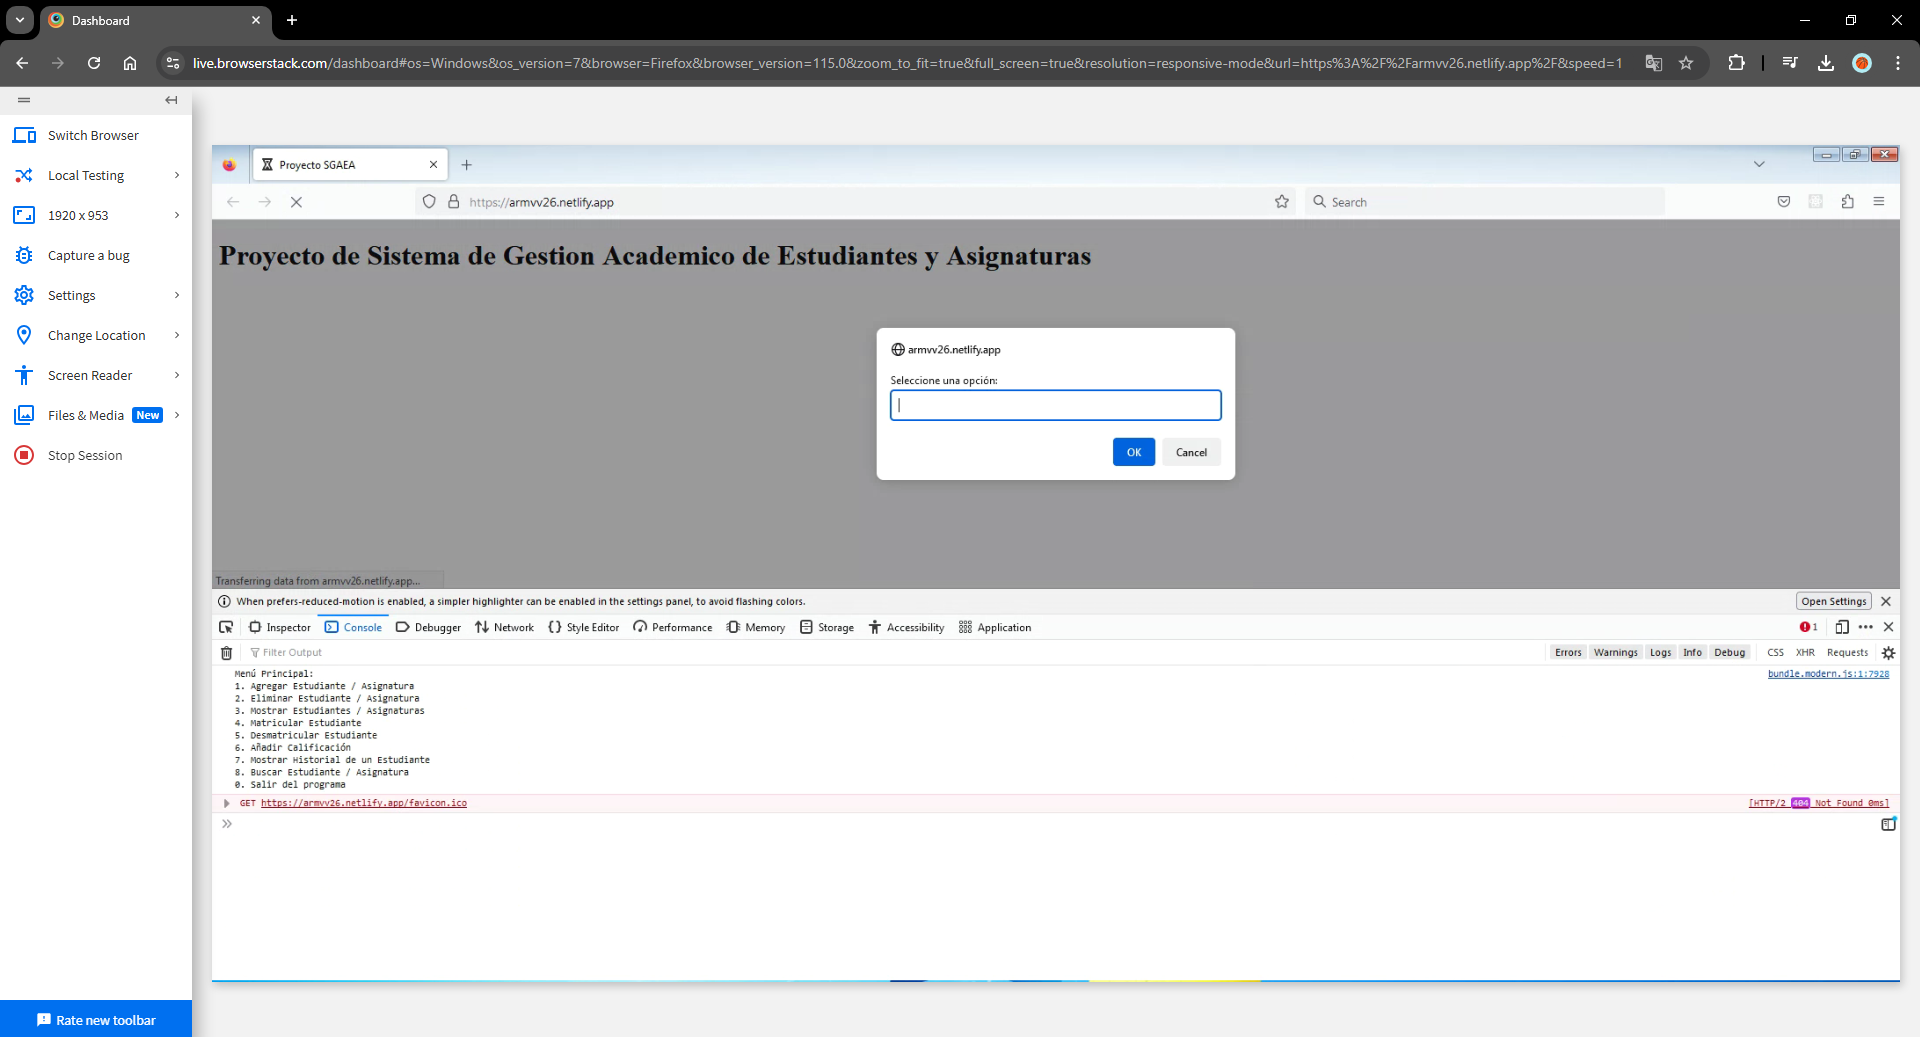 Dashboard
live.browserstack.com/dashboard#os=Windows&os_version=7&browser=Firefox&browser_version=115.0&zoom_to_fit=true&full_screen=true&resolution=responsive-mode&url=https%3A%2F%2Farmvv26.netlify.app%2F&speed=1
Switch Browser
Local Testing
1920 x 953
Capture a bug
Settings
Change Location
Screen Reader
Files & Media New
Stop Session
Rate new toolbar
Proyecto SGAEA
https://armvv26.netlify.app
Search
Proyecto de Sistema de Gestion Academico de Estudiantes y Asignaturas
armvv26.netlify.app
Seleccione una opción:
OK Cancel
Transferring data from armvv26.netlify.app...
When prefers-reduced-motion is enabled, a simpler highlighter can be enabled in the settings panel, to avoid flashing colors. Open Settings
Inspector Console Debugger Network Style Editor Performance Memory Storage Accessibility Application 1
Filter Output Errors Warnings Logs Info Debug CSS XHR Requests
Menú Principal: bundle.modern.js:1:7928
1. Agregar Estudiante / Asignatura
2. Eliminar Estudiante / Asignatura
3. Mostrar Estudiantes / Asignaturas
4. Matricular Estudiante
5. Desmatricular Estudiante
6. Añadir Calificación
7. Mostrar Historial de un Estudiante
8. Buscar Estudiante / Asignatura
0. Salir del programa
GET https://armvv26.netlify.app/favicon.ico [HTTP/2 404 Not Found 0ms]